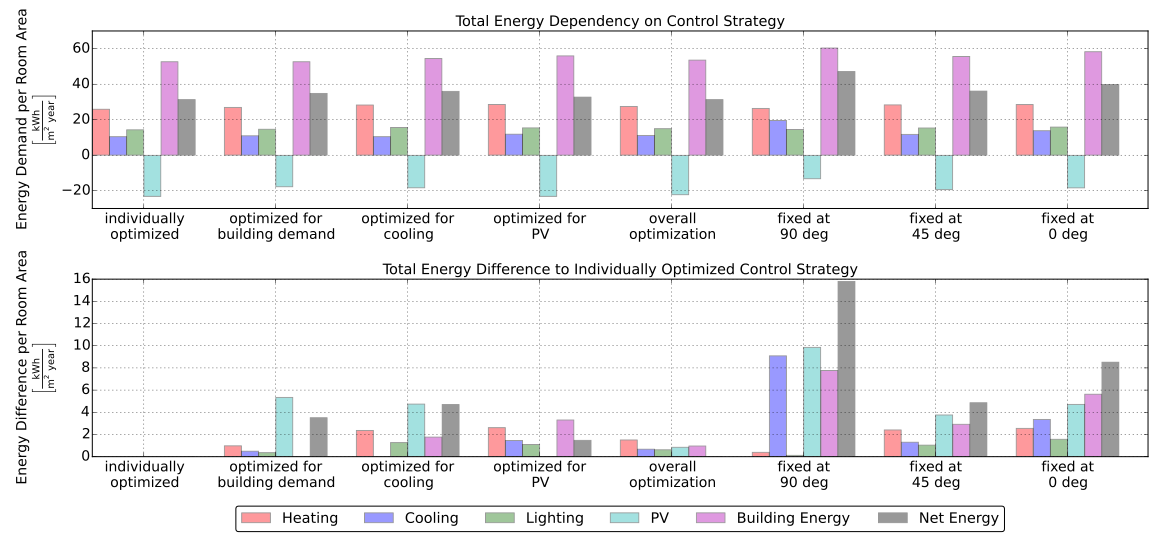 Total Energy Dependency on Control Strategy
Energy Demand per Room Area
[kWh / m² year]
60
40
20
0
−20
individually optimized
optimized for building demand
optimized for cooling
optimized for PV
overall optimization
fixed at 90 deg
fixed at 45 deg
fixed at 0 deg
Total Energy Difference to Individually Optimized Control Strategy
Energy Difference per Room Area
[kWh / m² year]
16
14
12
10
8
6
4
2
0
individually optimized
optimized for building demand
optimized for cooling
optimized for PV
overall optimization
fixed at 90 deg
fixed at 45 deg
fixed at 0 deg
Heating Cooling Lighting PV Building Energy Net Energy